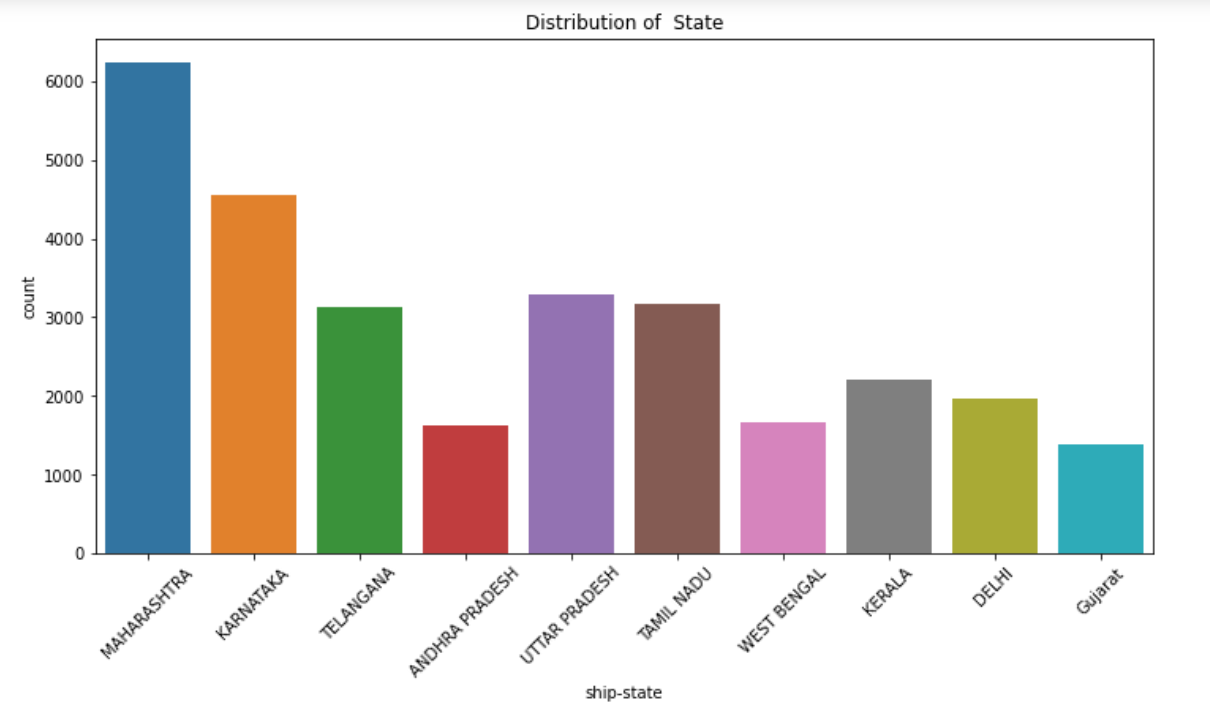 Distribution of  State
6000
5000
4000
3000
2000
1000
0
count
MAHARASHTRA
KARNATAKA
TELANGANA
ANDHRA PRADESH
UTTAR PRADESH
TAMIL NADU
WEST BENGAL
KERALA
DELHI
Gujarat
ship-state